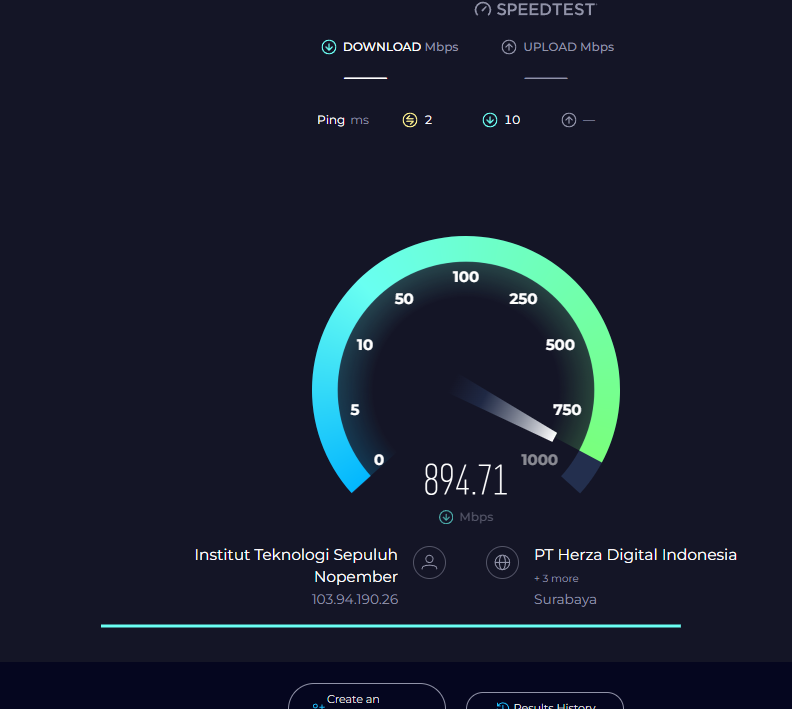 SPEEDTEST
DOWNLOAD Mbps
UPLOAD Mbps
Ping ms 2 10 —
100
50 250
10 500
5 750
0 1000
894.71
Mbps
Institut Teknologi Sepuluh
Nopember
103.94.190.26
PT Herza Digital Indonesia
+ 3 more
Surabaya
Create an
Results History